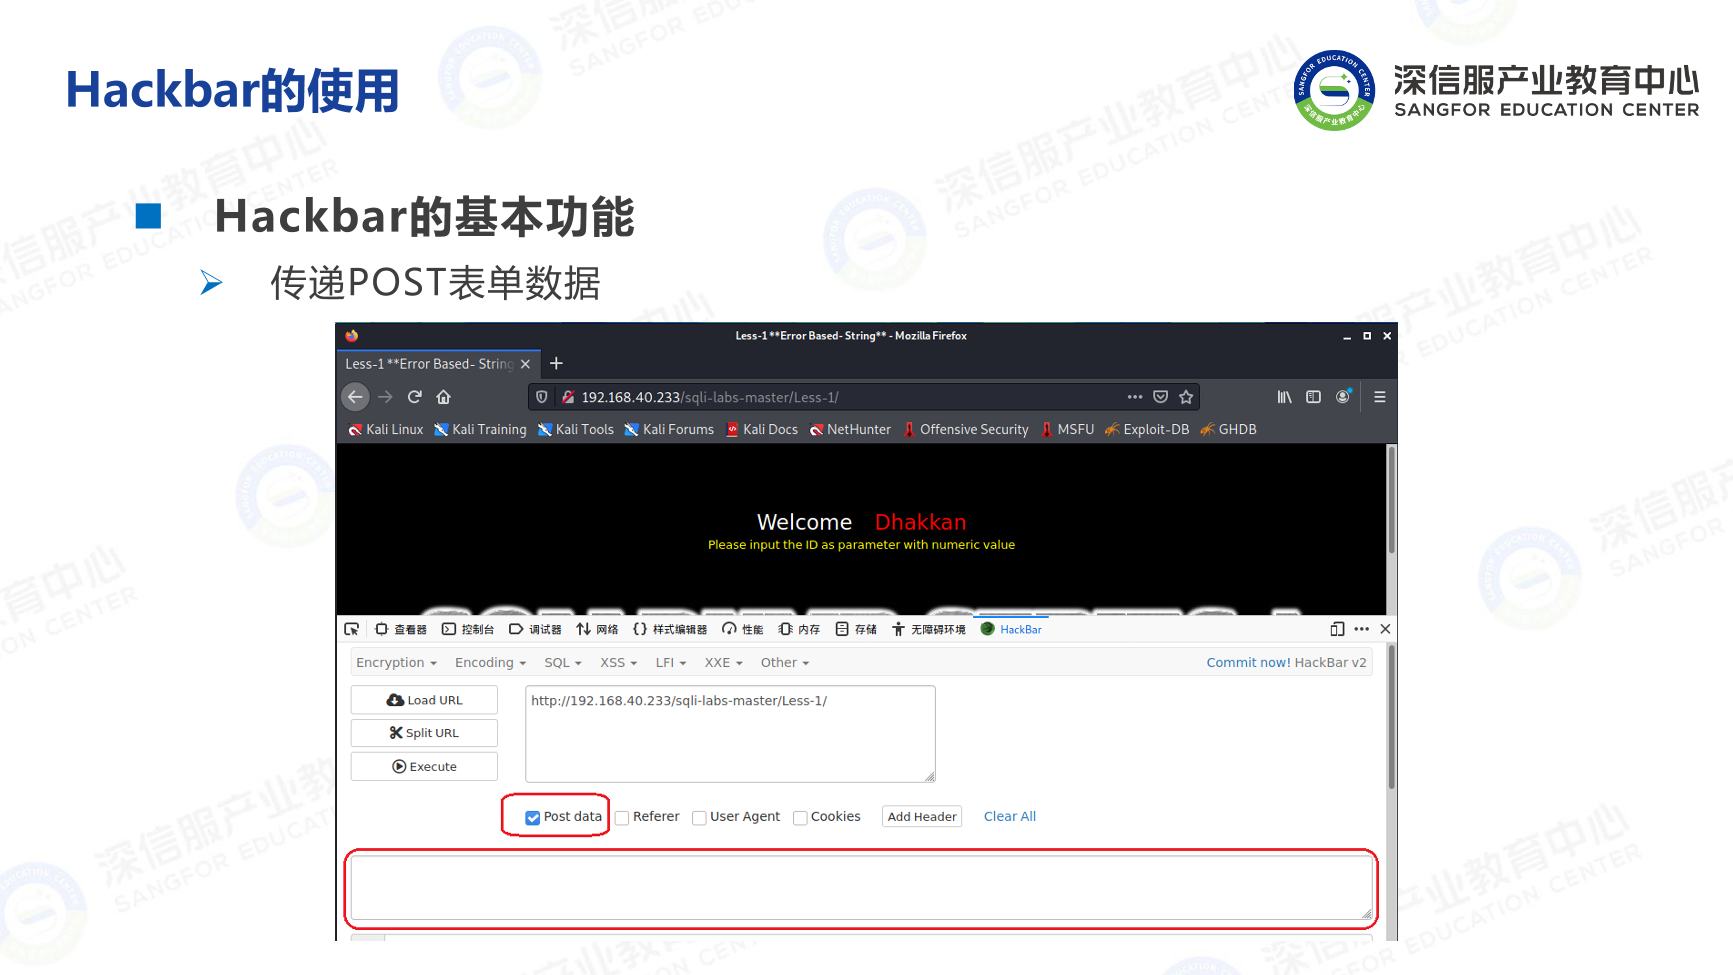 Hackbar的使用
深信服产业教育中心
SANGFOR EDUCATION CENTER
Hackbar的基本功能
传递POST表单数据
Less-1 **Error Based- String** - Mozilla Firefox
Less-1 **Error Based- String
192.168.40.233/sqli-labs-master/Less-1/
Kali Linux Kali Training Kali Tools Kali Forums Kali Docs NetHunter Offensive Security MSFU Exploit-DB GHDB
Welcome Dhakkan
Please input the ID as parameter with numeric value
查看器 控制台 调试器 网络 样式编辑器 性能 内存 存储 无障碍环境 HackBar
Encryption Encoding SQL XSS LFI XXE Other Commit now! HackBar v2
Load URL
http://192.168.40.233/sqli-labs-master/Less-1/
Split URL
Execute
Post data Referer User Agent Cookies Add Header Clear All